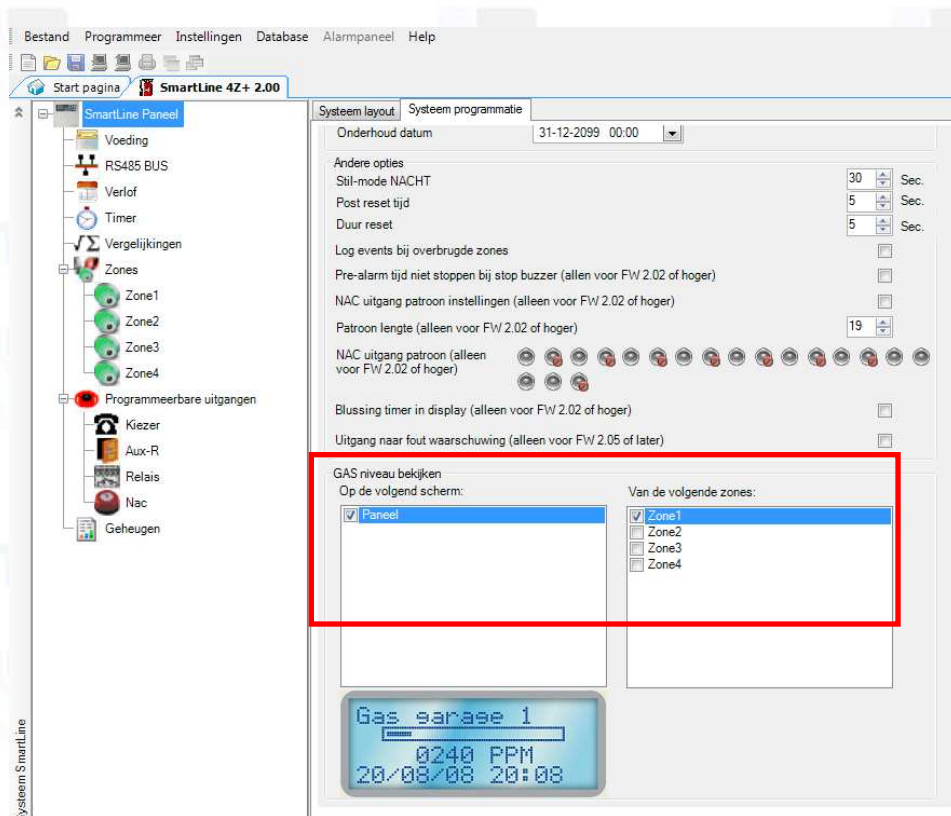 Bestand Programmeer Instellingen Database Alarmpaneel Help
Start pagina SmartLine 4Z+ 2.00
SmartLine Paneel
Voeding
RS485 BUS
Verlof
Timer
Vergelijkingen
Zones
Zone1
Zone2
Zone3
Zone4
Programmeerbare uitgangen
Kiezer
Aux-R
Relais
Nac
Geheugen
Systeem layout Systeem programmatie
Onderhoud datum 31-12-2099 00:00
Andere opties
Stil-mode NACHT 30 Sec.
Post reset tijd 5 Sec.
Duur reset 5 Sec.
Log events bij overbrugde zones
Pre-alarm tijd niet stoppen bij stop buzzer (allen voor FW 2.02 of hoger)
NAC uitgang patroon instellingen (alleen voor FW 2.02 of hoger)
Patroon lengte (alleen voor FW 2.02 of hoger) 19
NAC uitgang patroon (alleen
voor FW 2.02 of hoger)
Blussing timer in display (alleen voor FW 2.02 of hoger)
Uitgang naar fout waarschuwing (alleen voor FW 2.05 of later)
GAS niveau bekijken
Op de volgend scherm: Van de volgende zones:
Paneel
Zone1
Zone2
Zone3
Zone4
Gas garage 1
0240 PPM
20/08/08 20:08
ysteem SmartLine